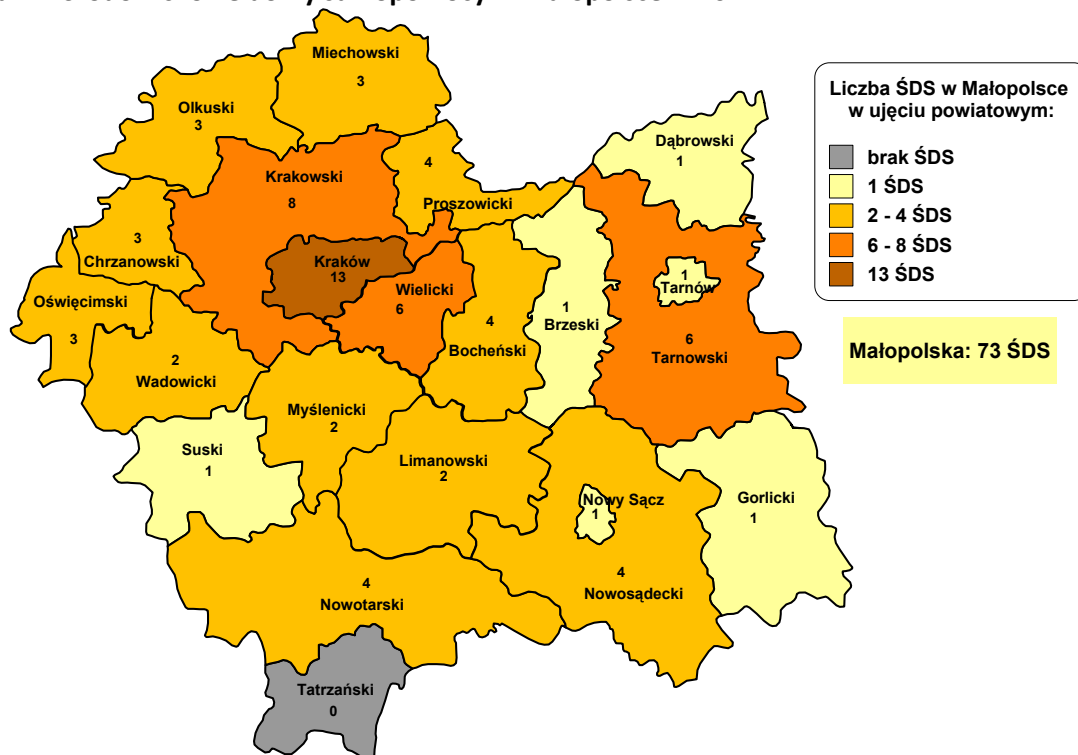 Miechowski
3
Olkuski
3
Dąbrowski
1
4
Krakowski
8
Proszowicki
3
Chrzanowski
Kraków
13
1
Tarnów
Oświęcimski
3
Wielicki
6
4
Bocheński
1
Brzeski
6
Tarnowski
2
Wadowicki
Myślenicki
2
Suski
1
Limanowski
2
Nowy Sącz
1
Gorlicki
1
4
Nowotarski
4
Nowosądecki
Tatrzański
0
Liczba ŚDS w Małopolsce
w ujęciu powiatowym:
brak ŚDS
1 ŚDS
2 - 4 ŚDS
6 - 8 ŚDS
13 ŚDS
Małopolska: 73 ŚDS